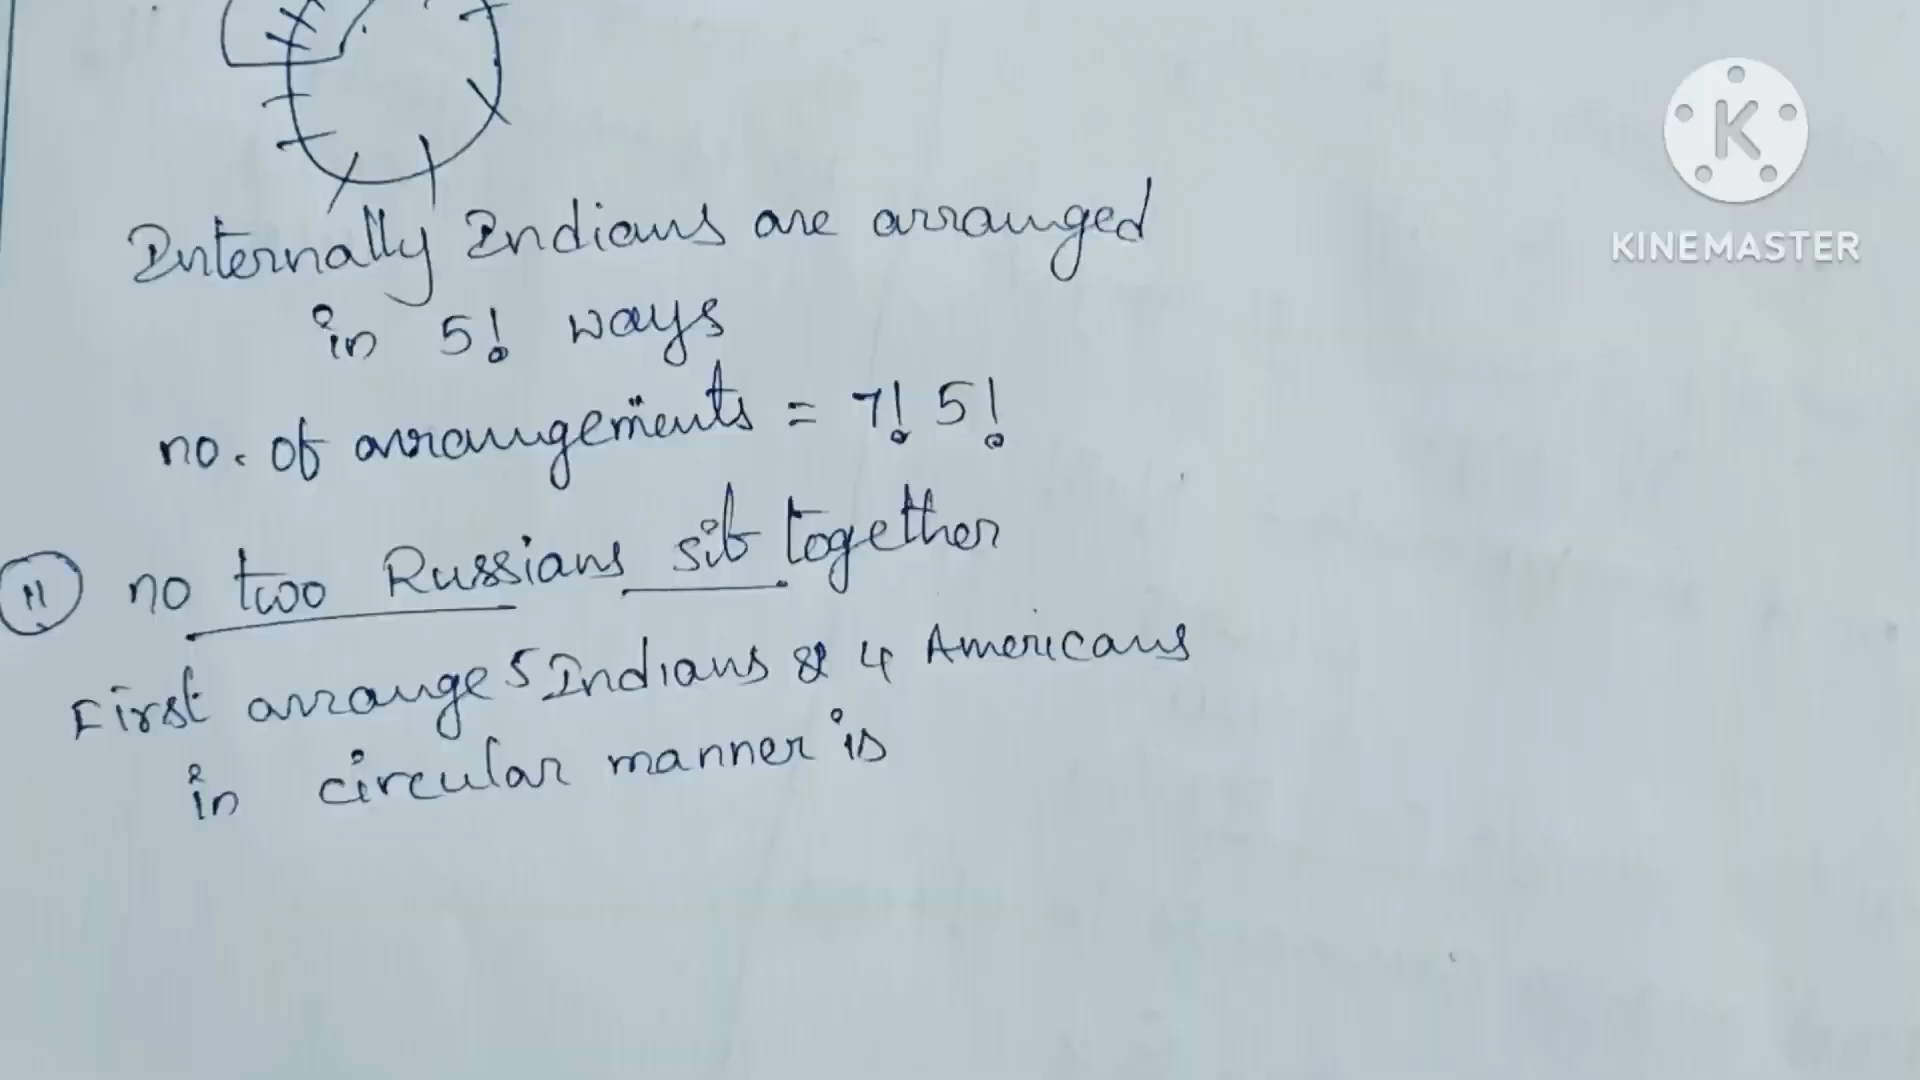 Internally Indians are arranged
in 5! ways
no. of arrangements = 7! 5!
II no two Russians sit together
First arrange 5 Indians & 4 Americans
in circular manner is
K
KINEMASTER